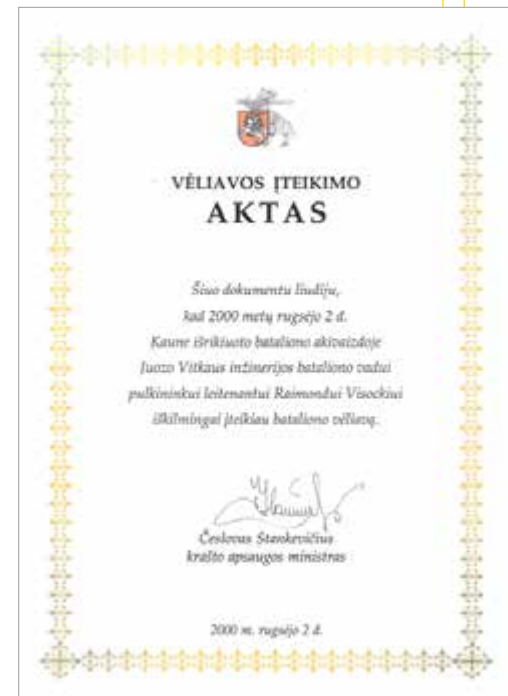 VĖLIAVOS ĮTEIKIMO
AKTAS
Šiuo dokumentu liudiju,
kad 2000 metų rugsėjo 2 d.
Kaune išrikiuoto bataliono akivaizdoje
Juozo Vitkaus inžinerijos bataliono vadui
pulkininkui leitenantui Raimondui Visockiui
iškilmingai įteikiau bataliono vėliavą.
Česlovas Stankevičius
krašto apsaugos ministras
2000 m. rugsėjo 2 d.